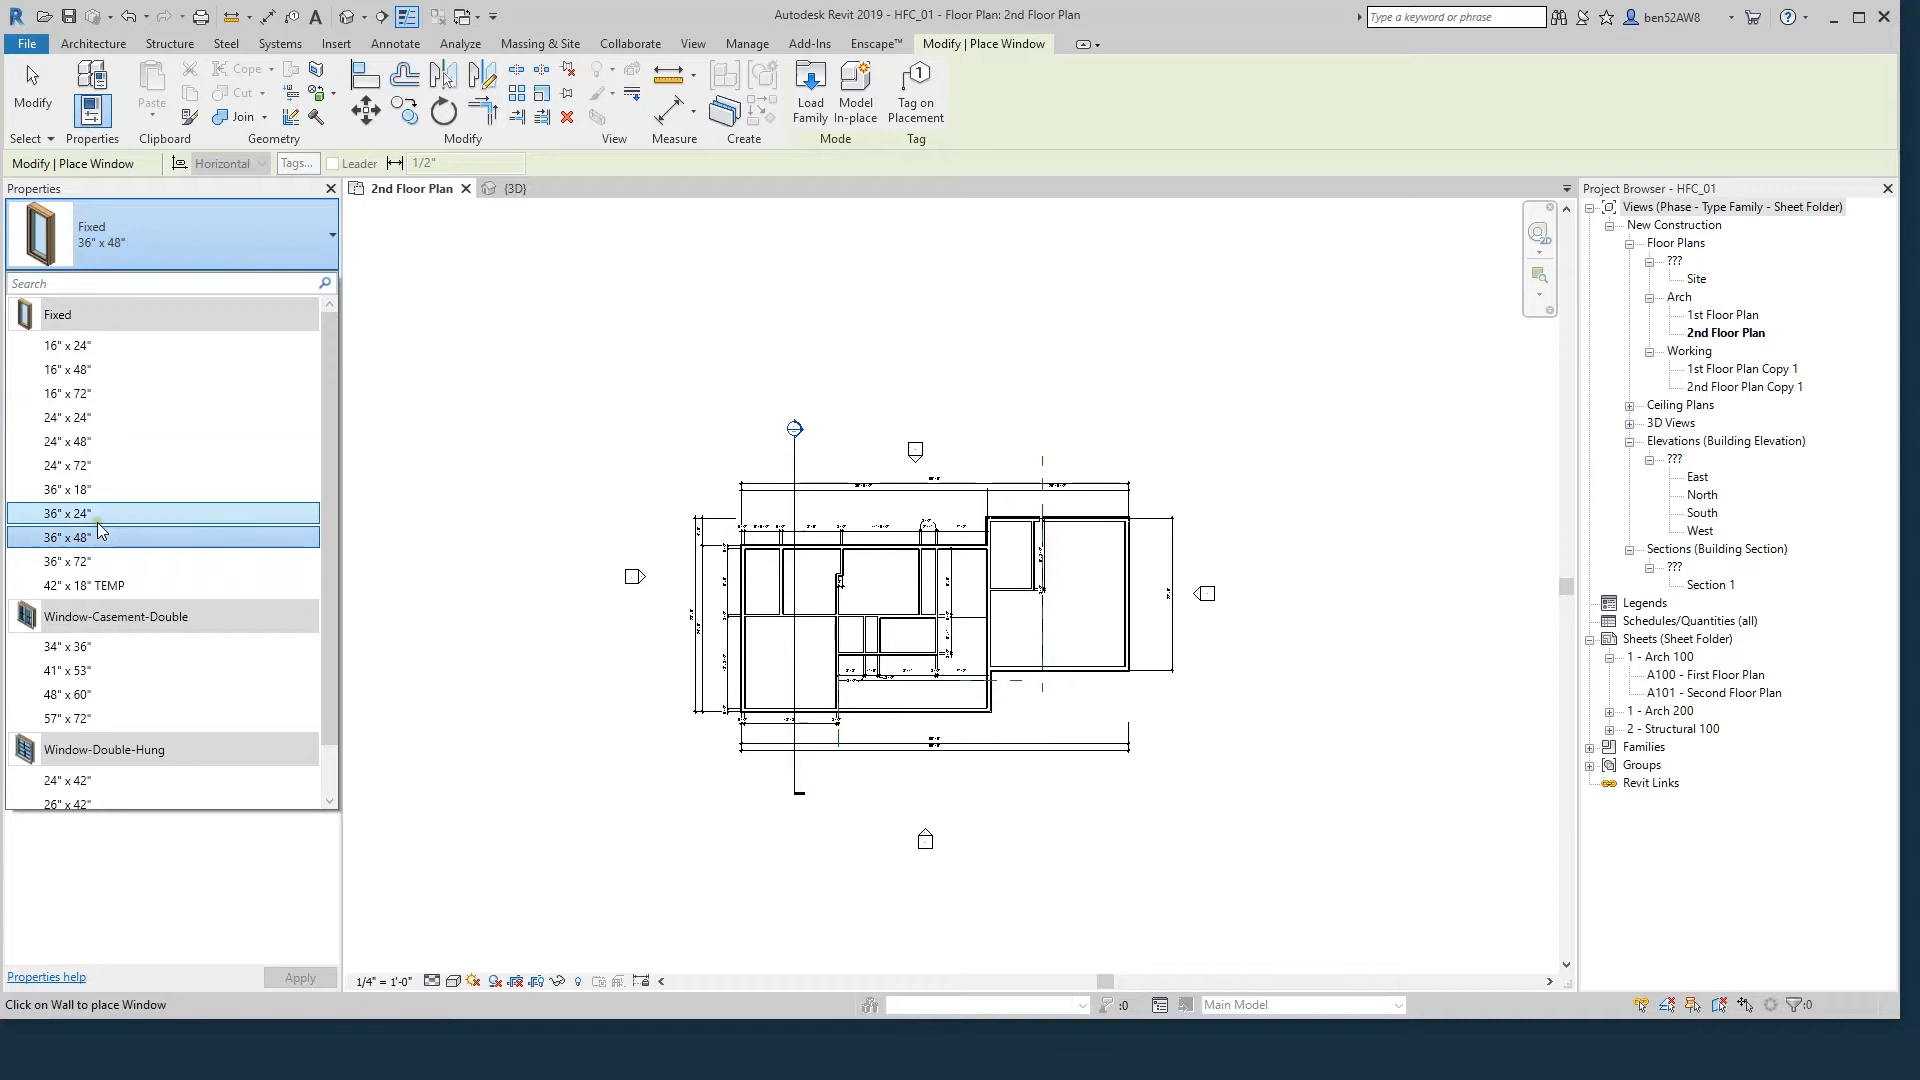 Autodesk Revit 2019 - HFC_01 - Floor Plan: 2nd Floor Plan
Type a keyword or phrase
ben52AW8
File Architecture Structure Steel Systems Insert Annotate Analyze Massing & Site Collaborate View Manage Add-Ins Enscape™ Modify | Place Window
Modify
Paste
Cope
Cut
Join
Load Family
Model In-place
Tag on Placement
Select Properties Clipboard Geometry Modify View Measure Create Mode Tag
Modify | Place Window Horizontal Tags... Leader 1/2"
Properties
2nd Floor Plan
{3D}
Fixed
36" x 48"
Search
Fixed
16" x 24"
16" x 48"
16" x 72"
24" x 24"
24" x 48"
24" x 72"
36" x 18"
36" x 24"
36" x 48"
36" x 72"
42" x 18" TEMP
Window-Casement-Double
34" x 36"
41" x 53"
48" x 60"
57" x 72"
Window-Double-Hung
24" x 42"
26" x 42"
Properties help
Apply
Project Browser - HFC_01
Views (Phase - Type Family - Sheet Folder)
New Construction
Floor Plans
???
Site
Arch
1st Floor Plan
2nd Floor Plan
Working
1st Floor Plan Copy 1
2nd Floor Plan Copy 1
Ceiling Plans
3D Views
Elevations (Building Elevation)
???
East
North
South
West
Sections (Building Section)
???
Section 1
Legends
Schedules/Quantities (all)
Sheets (Sheet Folder)
1 - Arch 100
A100 - First Floor Plan
A101 - Second Floor Plan
1 - Arch 200
2 - Structural 100
Families
Groups
Revit Links
1/4" = 1'-0"
Click on Wall to place Window
:0
Main Model
:0